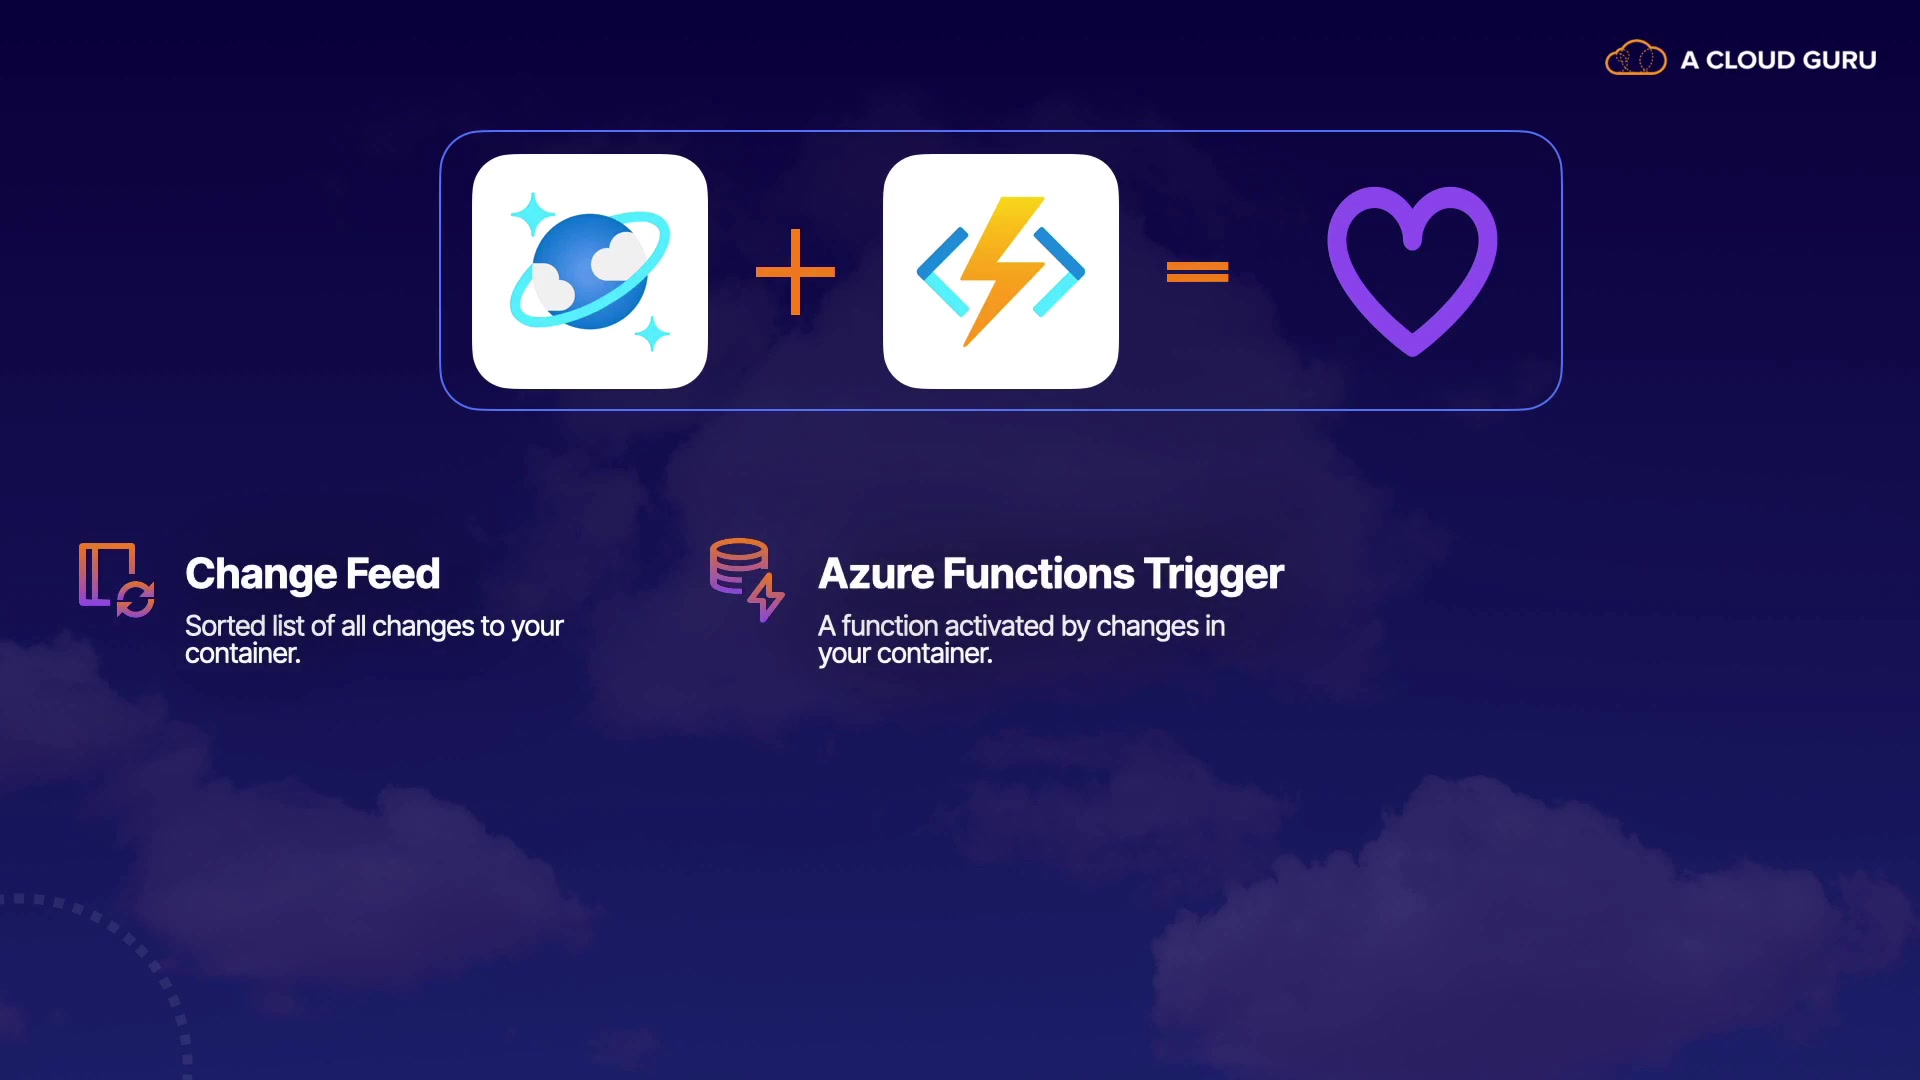 A CLOUD GURU
Change Feed
Sorted list of all changes to your
container.
Azure Functions Trigger
A function activated by changes in
your container.